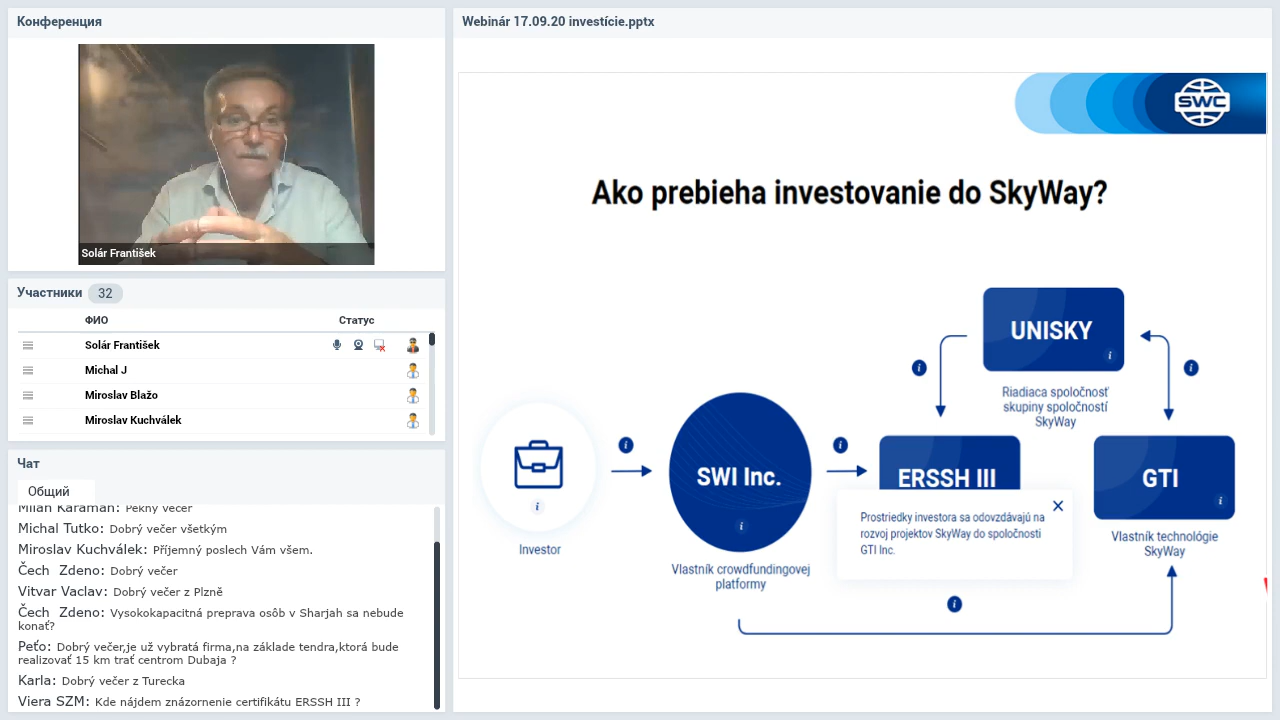 Конференция
Solár František
Участники 32
ФИО Статус
Solár František
Michal J
Miroslav Blažo
Miroslav Kuchválek
Чат
Общий
Milan Karaman: Pekný večer
Michal Tutko: Dobrý večer všetkým
Miroslav Kuchválek: Příjemný poslech Vám všem.
Čech Zdeno: Dobrý večer
Vitvar Vaclav: Dobrý večer z Plzně
Čech Zdeno: Vysokokapacitná preprava osôb v Sharjah sa nebude
konať?
Peťo: Dobrý večer,je už vybratá firma,na základe tendra,ktorá bude
realizovať 15 km trať centrom Dubaja ?
Karla: Dobrý večer z Turecka
Viera SZM: Kde nájdem znázornenie certifikátu ERSSH III ?
Webinár 17.09.20 investície.pptx
SWC
Ako prebieha investovanie do SkyWay?
UNISKY
i
i
i
Riadiaca spoločnosť
skupiny spoločností
SkyWay
i
Investor
i
SWI Inc.
i
Vlastník crowdfundingovej
platformy
i
ERSSH III
Prostriedky investora sa odovzdávajú na
rozvoj projektov SkyWay do spoločnosti
GTI Inc.
i
GTI
i
Vlastník technológie
SkyWay